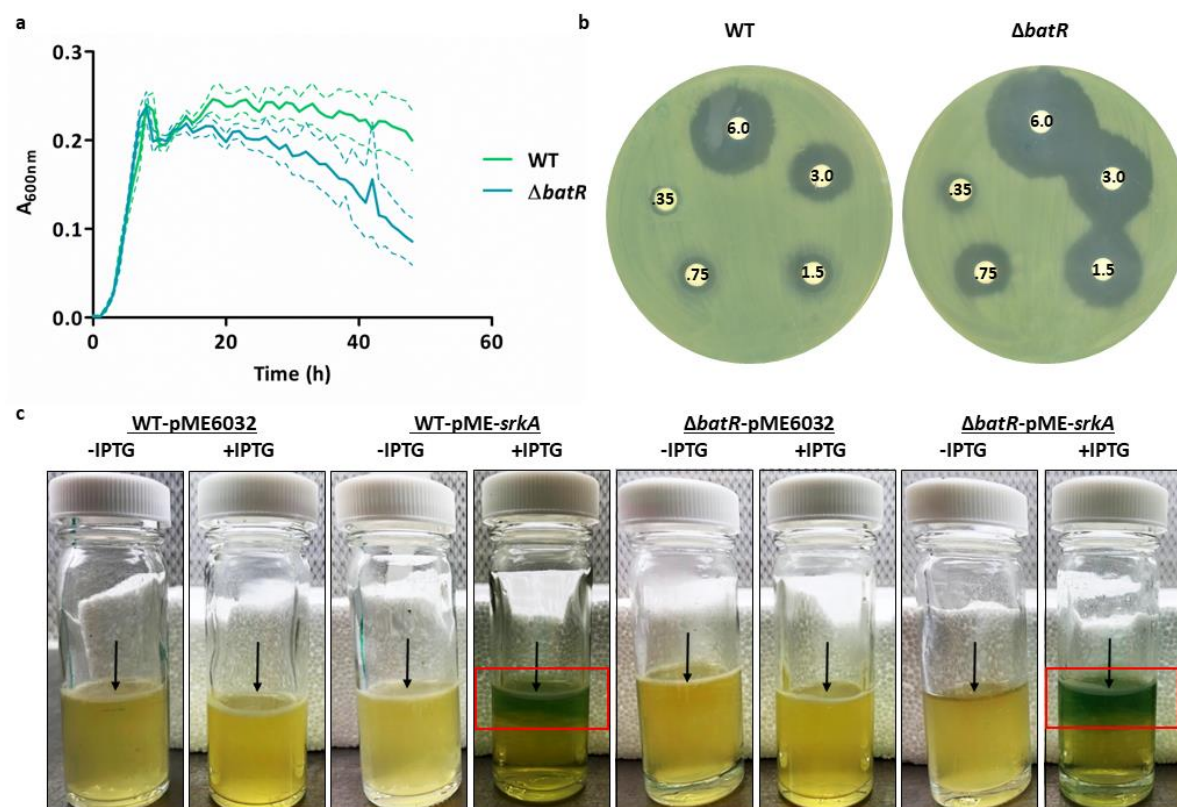 a
0.3
0.2
0.1
0.0
A600nm
0 20 40 60
Time (h)
WT
ΔbatR
b
WT ΔbatR
6.0
3.0
.35
.75
1.5
6.0
3.0
.35
.75
1.5
c
WT-pME6032 WT-pME-srkA ΔbatR-pME6032 ΔbatR-pME-srkA
-IPTG +IPTG -IPTG +IPTG -IPTG +IPTG -IPTG +IPTG